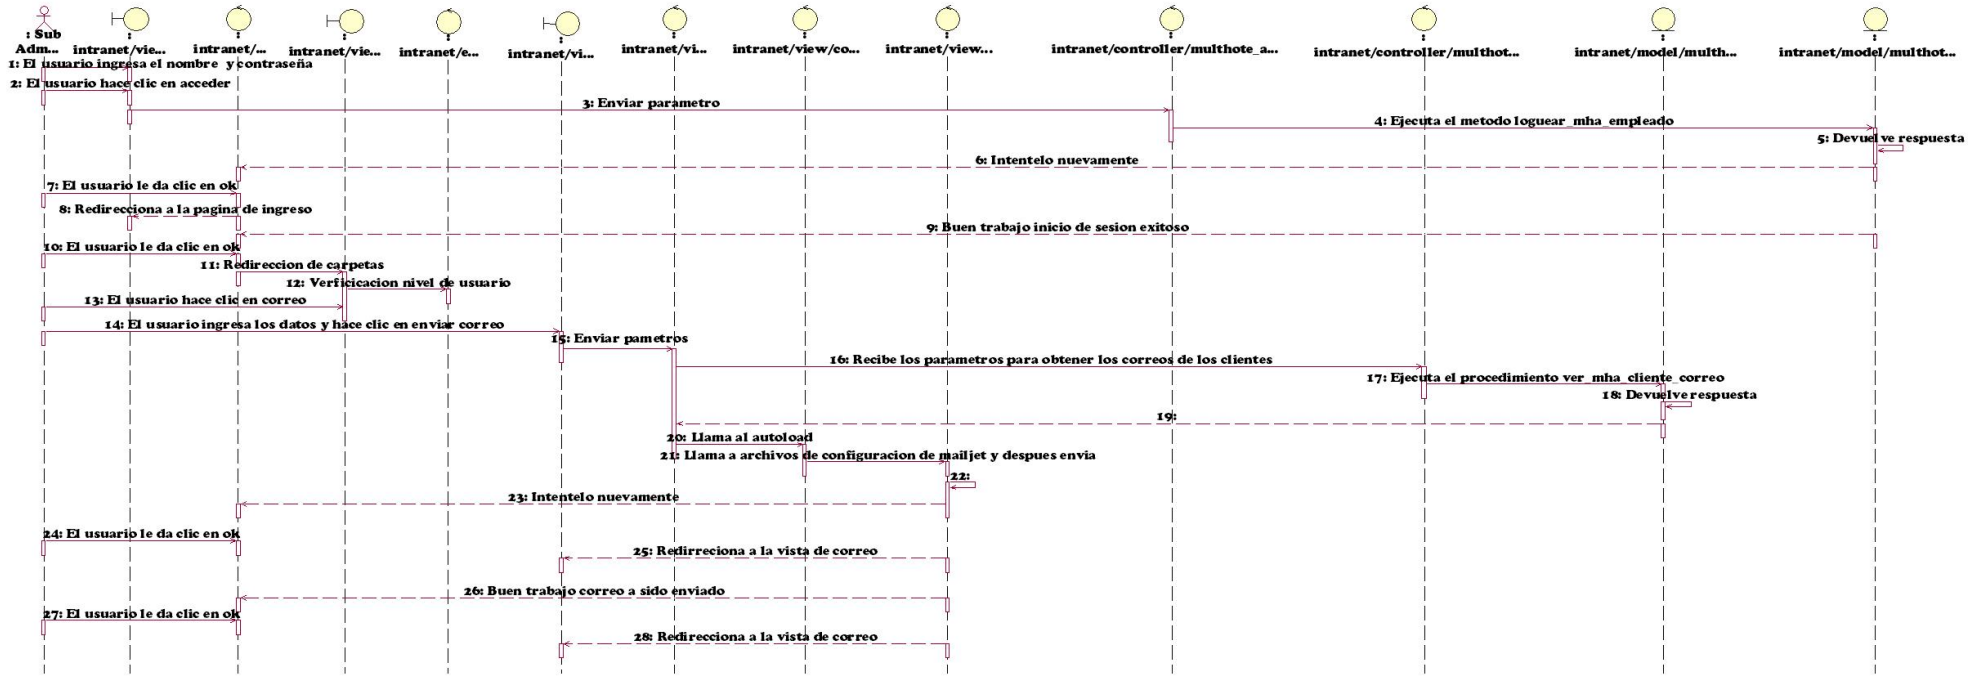 : Sub
Adm...
:
intranet/vie...
:
intranet/...
:
intranet/vie...
:
intranet/e...
:
intranet/vi...
:
intranet/vi...
:
intranet/view/co...
:
intranet/view...
:
intranet/controller/multhote_a...
:
intranet/controller/multhot...
:
intranet/model/multh...
:
intranet/model/multhot...
1: El usuario ingresa el nombre y contraseña
2: El usuario hace clic en acceder
3: Enviar parametro
4: Ejecuta el metodo loguear_mha_empleado
5: Devuelve respuesta
6: Intentelo nuevamente
7: El usuario le da clic en ok
8: Redirecciona a la pagina de ingreso
9: Buen trabajo inicio de sesion exitoso
10: El usuario le da clic en ok
11: Redireccion de carpetas
12: Verficicacion nivel de usuario
13: El usuario hace clic en correo
14: El usuario ingresa los datos y hace clic en enviar correo
15: Enviar pametros
16: Recibe los parametros para obtener los correos de los clientes
17: Ejecuta el procedimiento ver_mha_cliente_correo
18: Devuelve respuesta
19:
20: Llama al autoload
21: Llama a archivos de configuracion de mailjet y despues envia
22:
23: Intentelo nuevamente
24: El usuario le da clic en ok
25: Redirreciona a la vista de correo
26: Buen trabajo correo a sido enviado
27: El usuario le da clic en ok
28: Redirecciona a la vista de correo